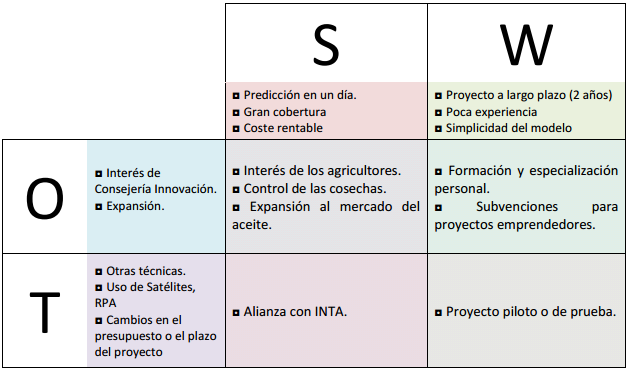 S
W
◘ Predicción en un día.
◘ Gran cobertura
◘ Coste rentable
◘ Proyecto a largo plazo (2 años)
◘ Poca experiencia
◘ Simplicidad del modelo
O
◘ Interés de
Consejería Innovación.
◘ Expansión.
◘ Interés de los agricultores.
◘ Control de las cosechas.
◘ Expansión al mercado del
aceite.
◘ Formación y especialización
personal.
◘ Subvenciones para
proyectos emprendedores.
T
◘ Otras técnicas.
◘ Uso de Satélites,
RPA
◘ Cambios en el
presupuesto o el plazo
del proyecto
◘ Alianza con INTA.
◘ Proyecto piloto o de prueba.